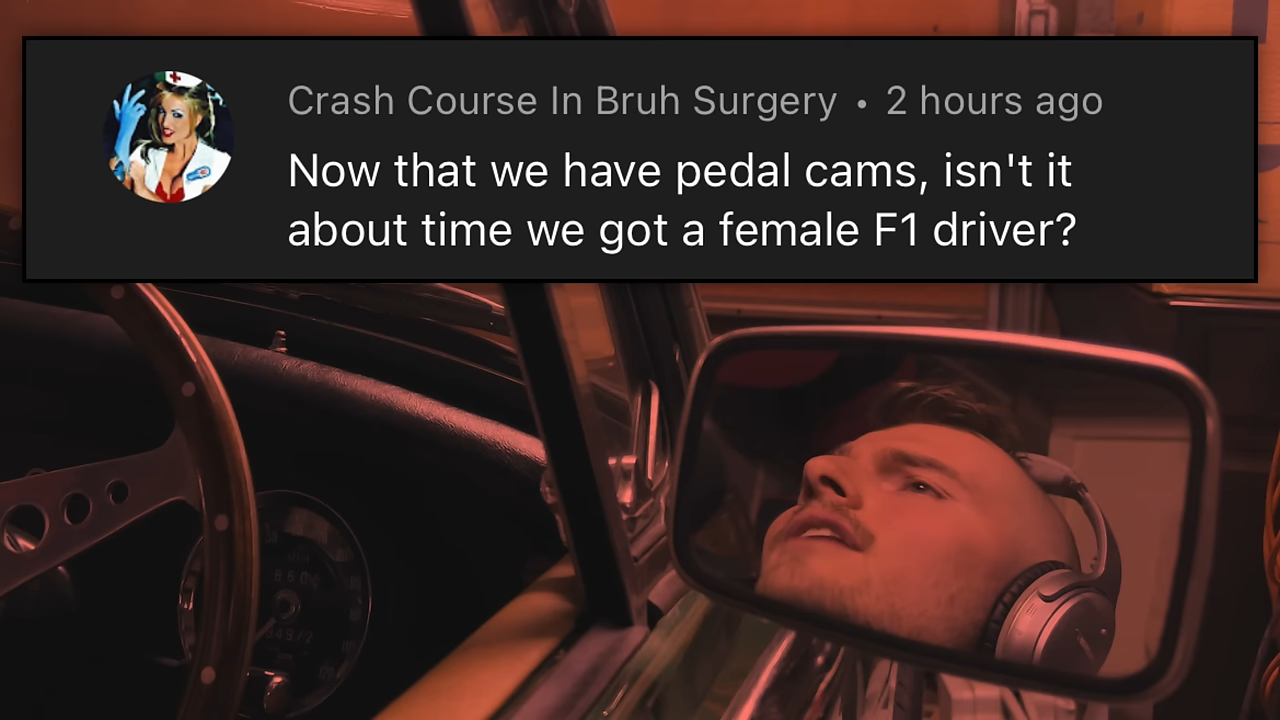 Crash Course In Bruh Surgery • 2 hours ago
Now that we have pedal cams, isn't it
about time we got a female F1 driver?